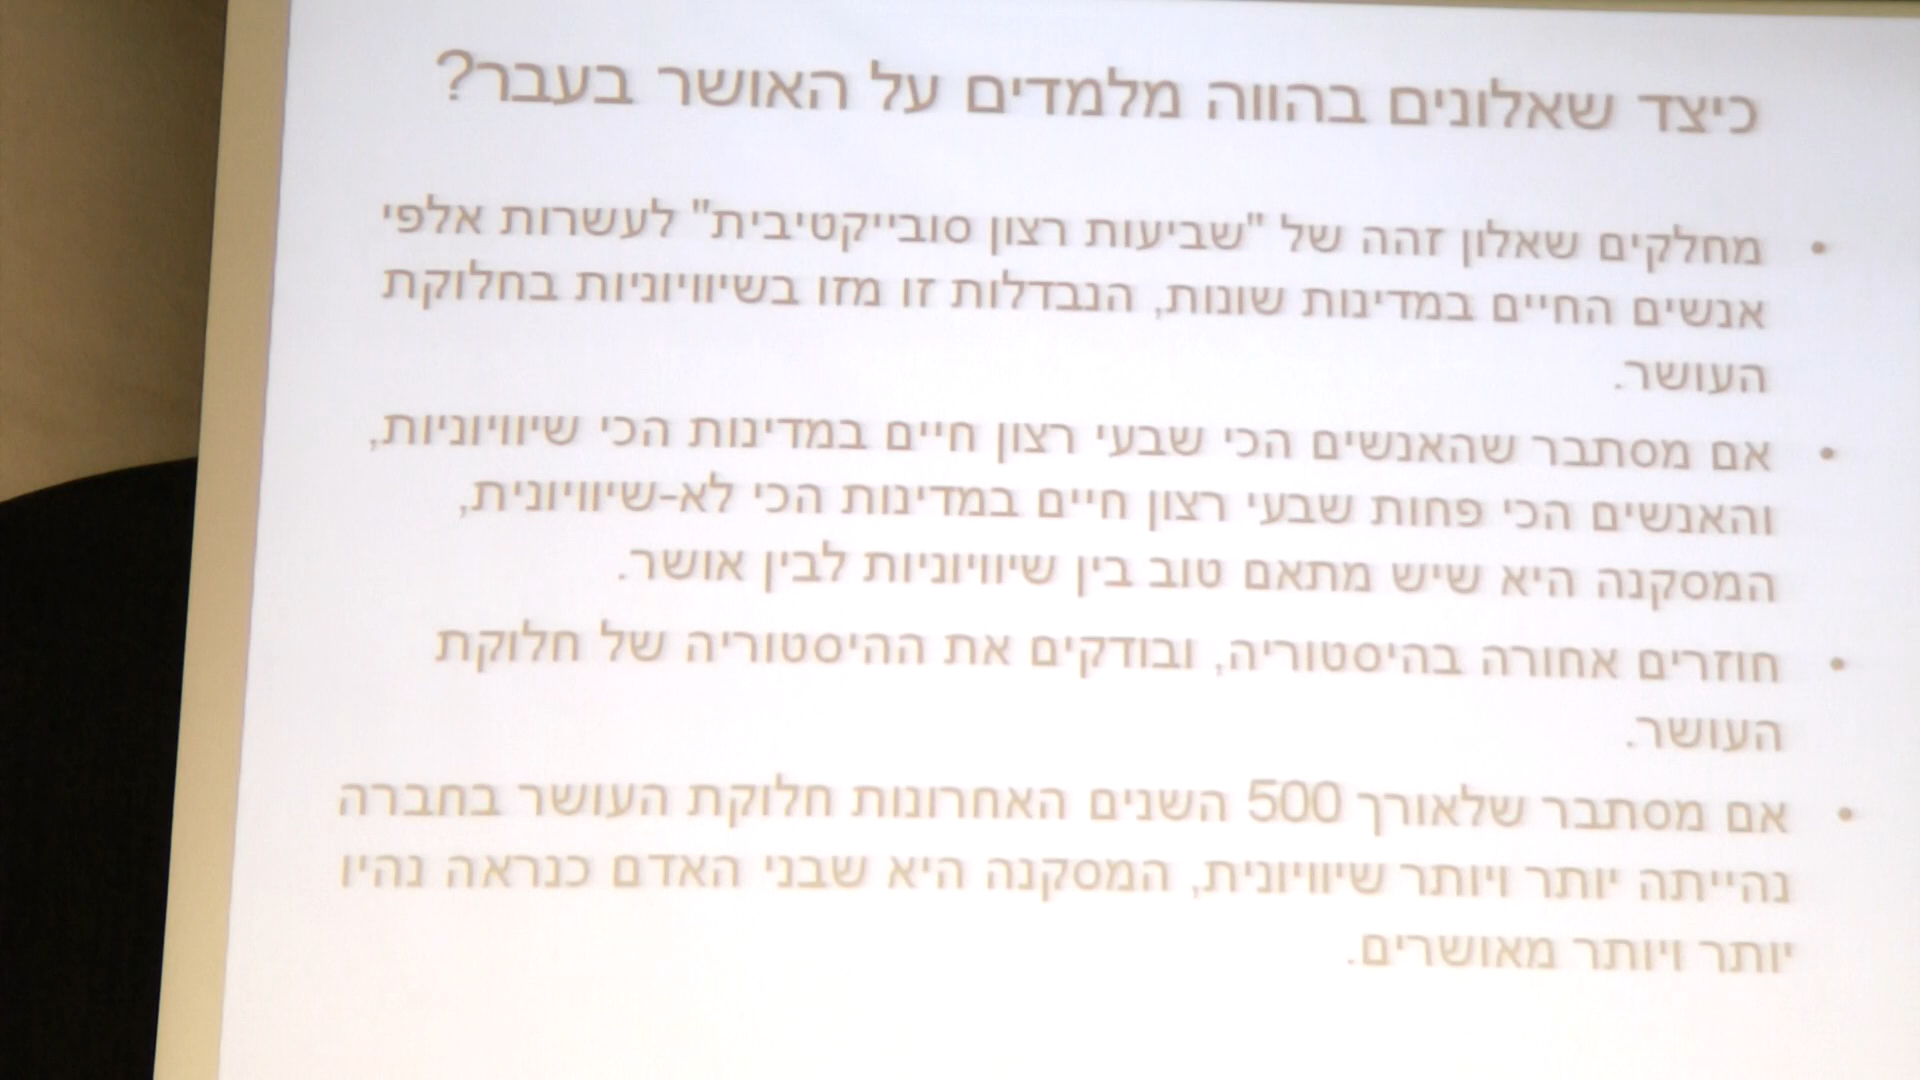 כיצד שאלונים בהווה מלמדים על האושר בעבר?
• מחלקים שאלון זהה של "שביעות רצון סובייקטיבית" לעשרות אלפי
אנשים החיים במדינות שונות, הנבדלות זו מזו בשיוויוניות בחלוקת
העושר.
• אם מסתבר שהאנשים הכי שבעי רצון חיים במדינות הכי שיוויוניות,
והאנשים הכי פחות שבעי רצון חיים במדינות הכי לא-שיוויונית,
המסקנה היא שיש מתאם טוב בין שיוויוניות לבין אושר.
• חוזרים אחורה בהיסטוריה, ובודקים את ההיסטוריה של חלוקת
העושר.
• אם מסתבר שלאורך 500 השנים האחרונות חלוקת העושר בחברה
נהייתה יותר ויותר שיוויונית, המסקנה היא שבני האדם כנראה נהיו
יותר ויותר מאושרים.